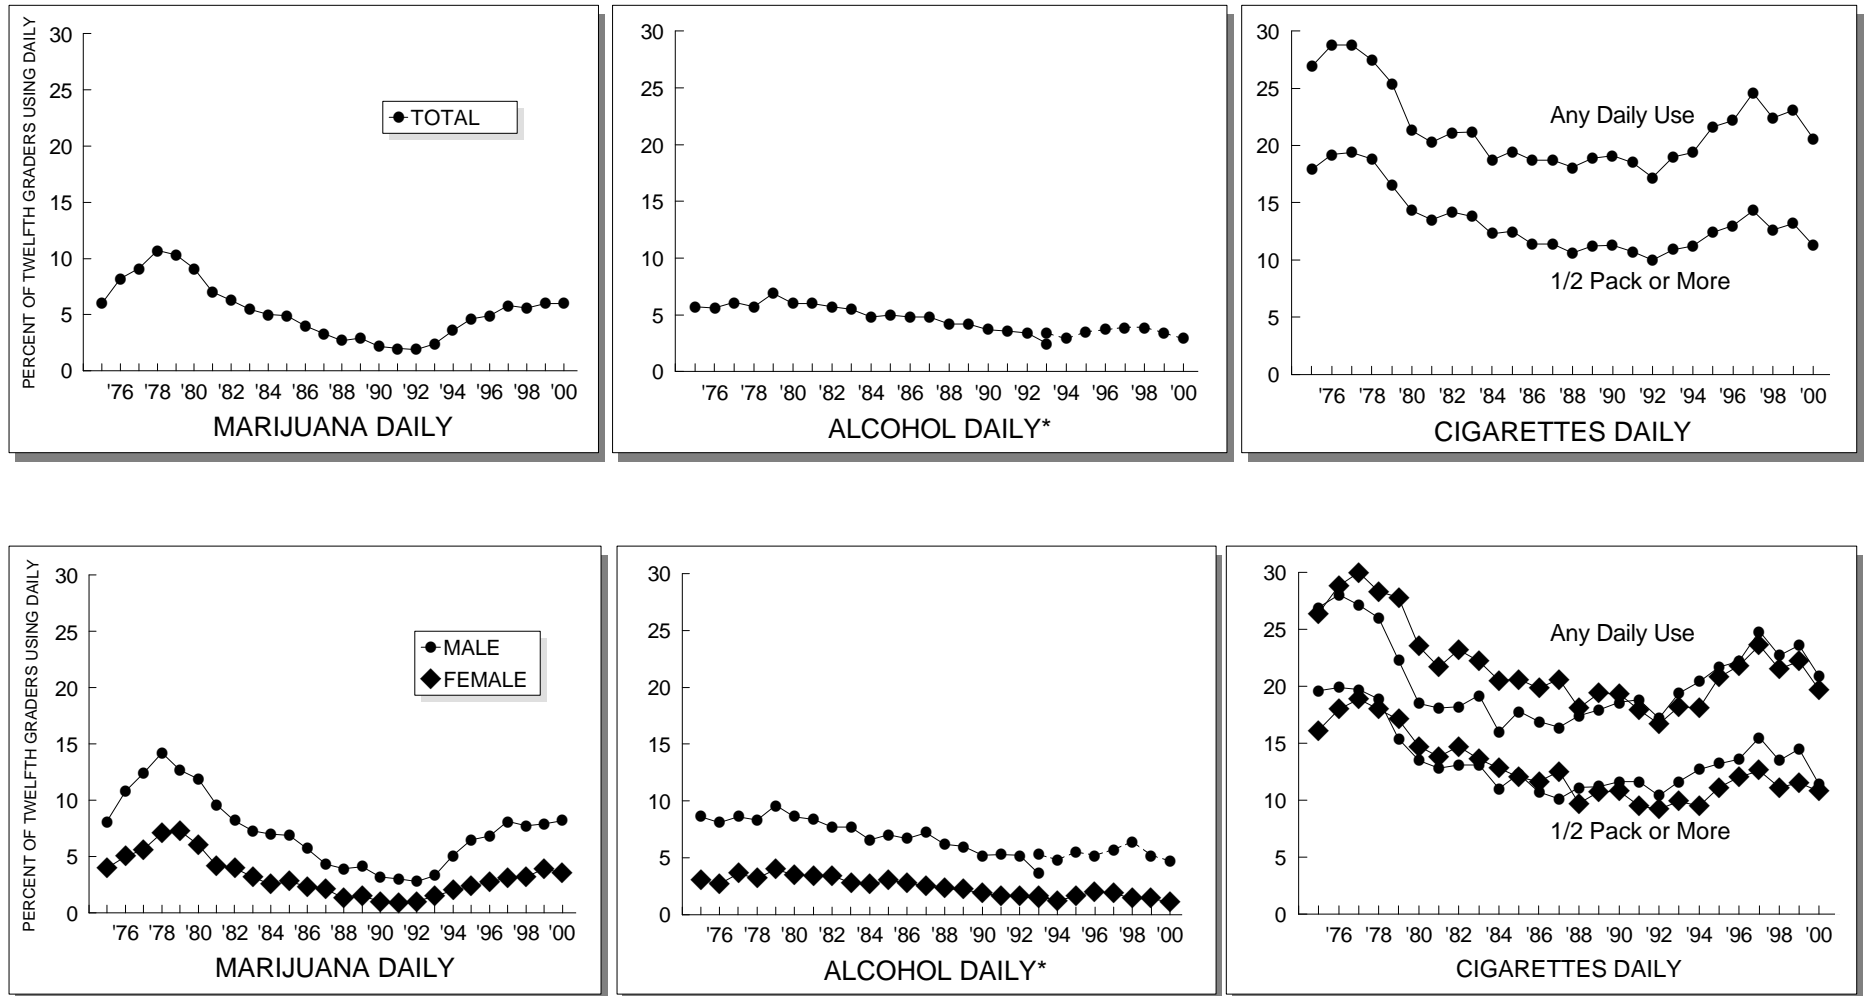 PERCENT OF TWELFTH GRADERS USING DAILY
30
25
20
15
10
5
0
TOTAL
'76 '78 '80 '82 '84 '86 '88 '90 '92 '94 '96 '98 '00
MARIJUANA DAILY
30
25
20
15
10
5
0
'76 '78 '80 '82 '84 '86 '88 '90 '92 '94 '96 '98 '00
ALCOHOL DAILY*
30
25
20
15
10
5
0
Any Daily Use
1/2 Pack or More
'76 '78 '80 '82 '84 '86 '88 '90 '92 '94 '96 '98 '00
CIGARETTES DAILY
PERCENT OF TWELFTH GRADERS USING DAILY
30
25
20
15
10
5
0
MALE
FEMALE
'76 '78 '80 '82 '84 '86 '88 '90 '92 '94 '96 '98 '00
MARIJUANA DAILY
30
25
20
15
10
5
0
'76 '78 '80 '82 '84 '86 '88 '90 '92 '94 '96 '98 '00
ALCOHOL DAILY*
30
25
20
15
10
5
0
Any Daily Use
1/2 Pack or More
'76 '78 '80 '82 '84 '86 '88 '90 '92 '94 '96 '98 '00
CIGARETTES DAILY